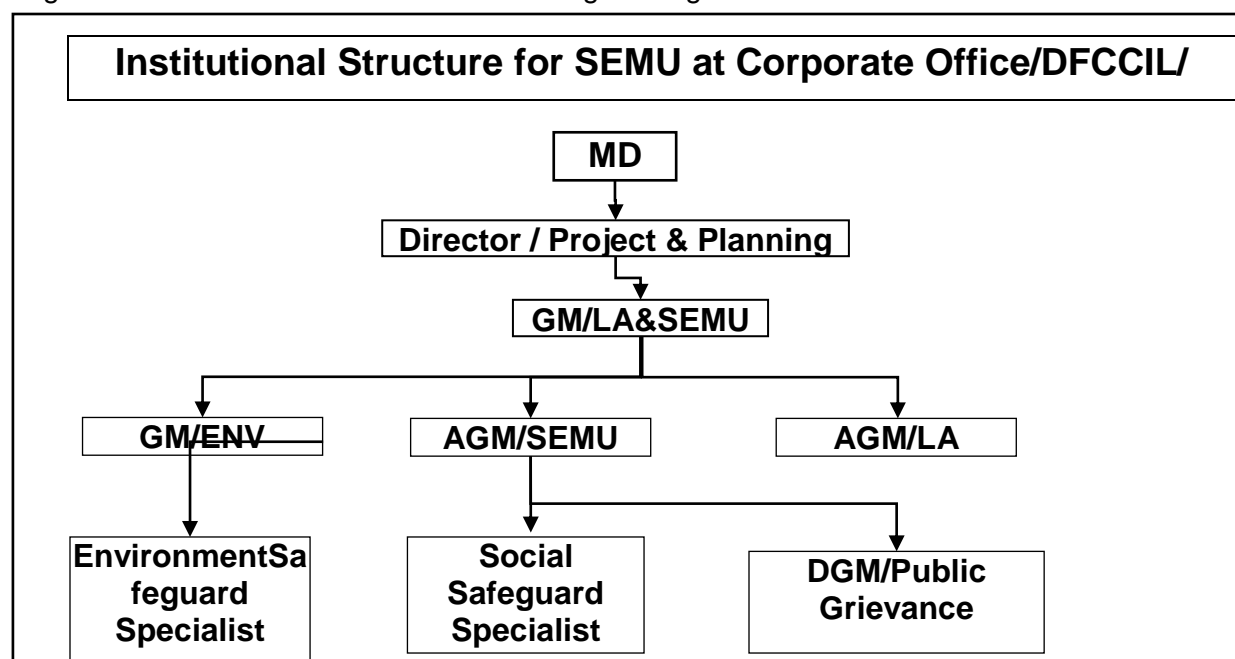 Institutional Structure for SEMU at Corporate Office/DFCCIL/
MD
Director / Project & Planning
GM/LA&SEMU
GM/ENV
AGM/SEMU
AGM/LA
EnvironmentSa
feguard
Specialist
Social
Safeguard
Specialist
DGM/Public
Grievance